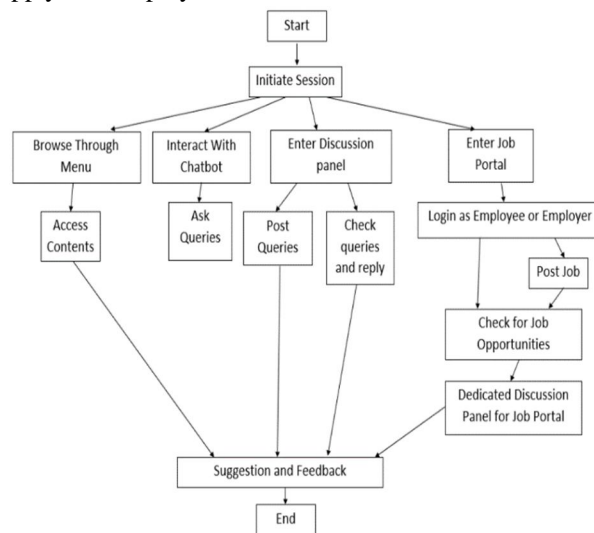 Start
Initiate Session
Browse Through
Menu
Interact With
Chatbot
Enter Discussion
panel
Enter Job
Portal
Access
Contents
Ask
Queries
Post
Queries
Check
queries
and reply
Login as Employee or Employer
Post Job
Check for Job
Opportunities
Dedicated Discussion
Panel for Job Portal
Suggestion and Feedback
End